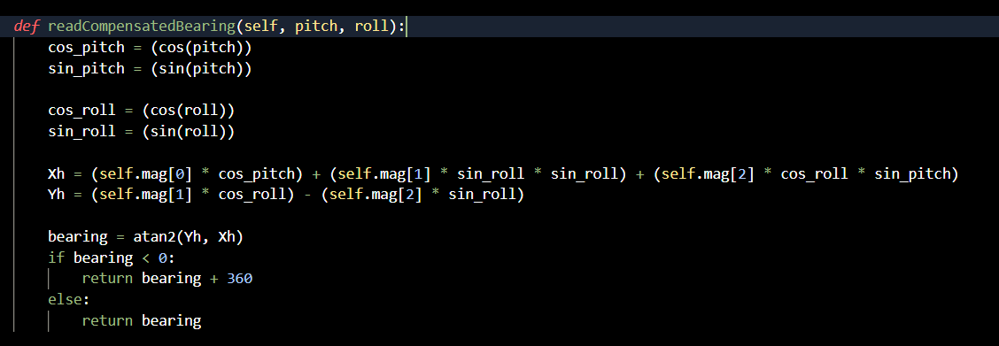 def readCompensatedBearing(self, pitch, roll):
cos_pitch = (cos(pitch))
sin_pitch = (sin(pitch))
cos_roll = (cos(roll))
sin_roll = (sin(roll))
Xh = (self.mag[0] * cos_pitch) + (self.mag[1] * sin_roll * sin_roll) + (self.mag[2] * cos_roll * sin_pitch)
Yh = (self.mag[1] * cos_roll) - (self.mag[2] * sin_roll)
bearing = atan2(Yh, Xh)
if bearing < 0:
return bearing + 360
else:
return bearing